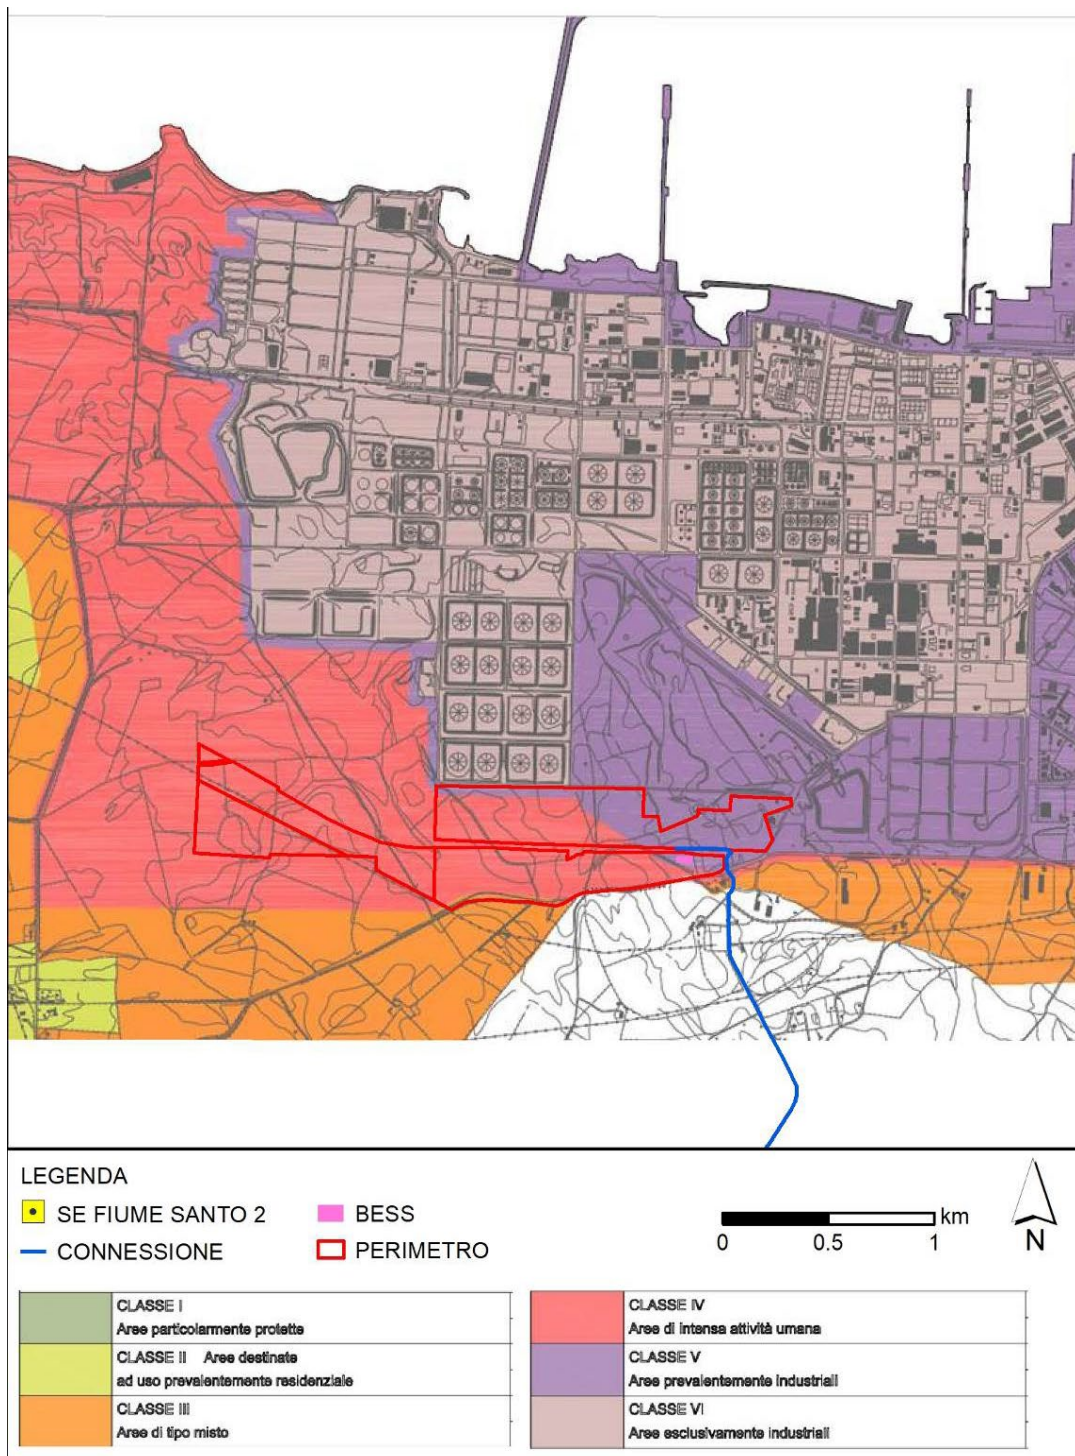 LEGENDA
SE FIUME SANTO 2
BESS
CONNESSIONE
PERIMETRO
km
0 0.5 1
N
CLASSE I
Aree particolarmente protette
CLASSE II Aree destinate
ad uso prevalentemente residenziale
CLASSE III
Aree di tipo misto
CLASSE IV
Aree di intensa attività umana
CLASSE V
Aree prevalentemente industriali
CLASSE VI
Aree esclusivamente industriali